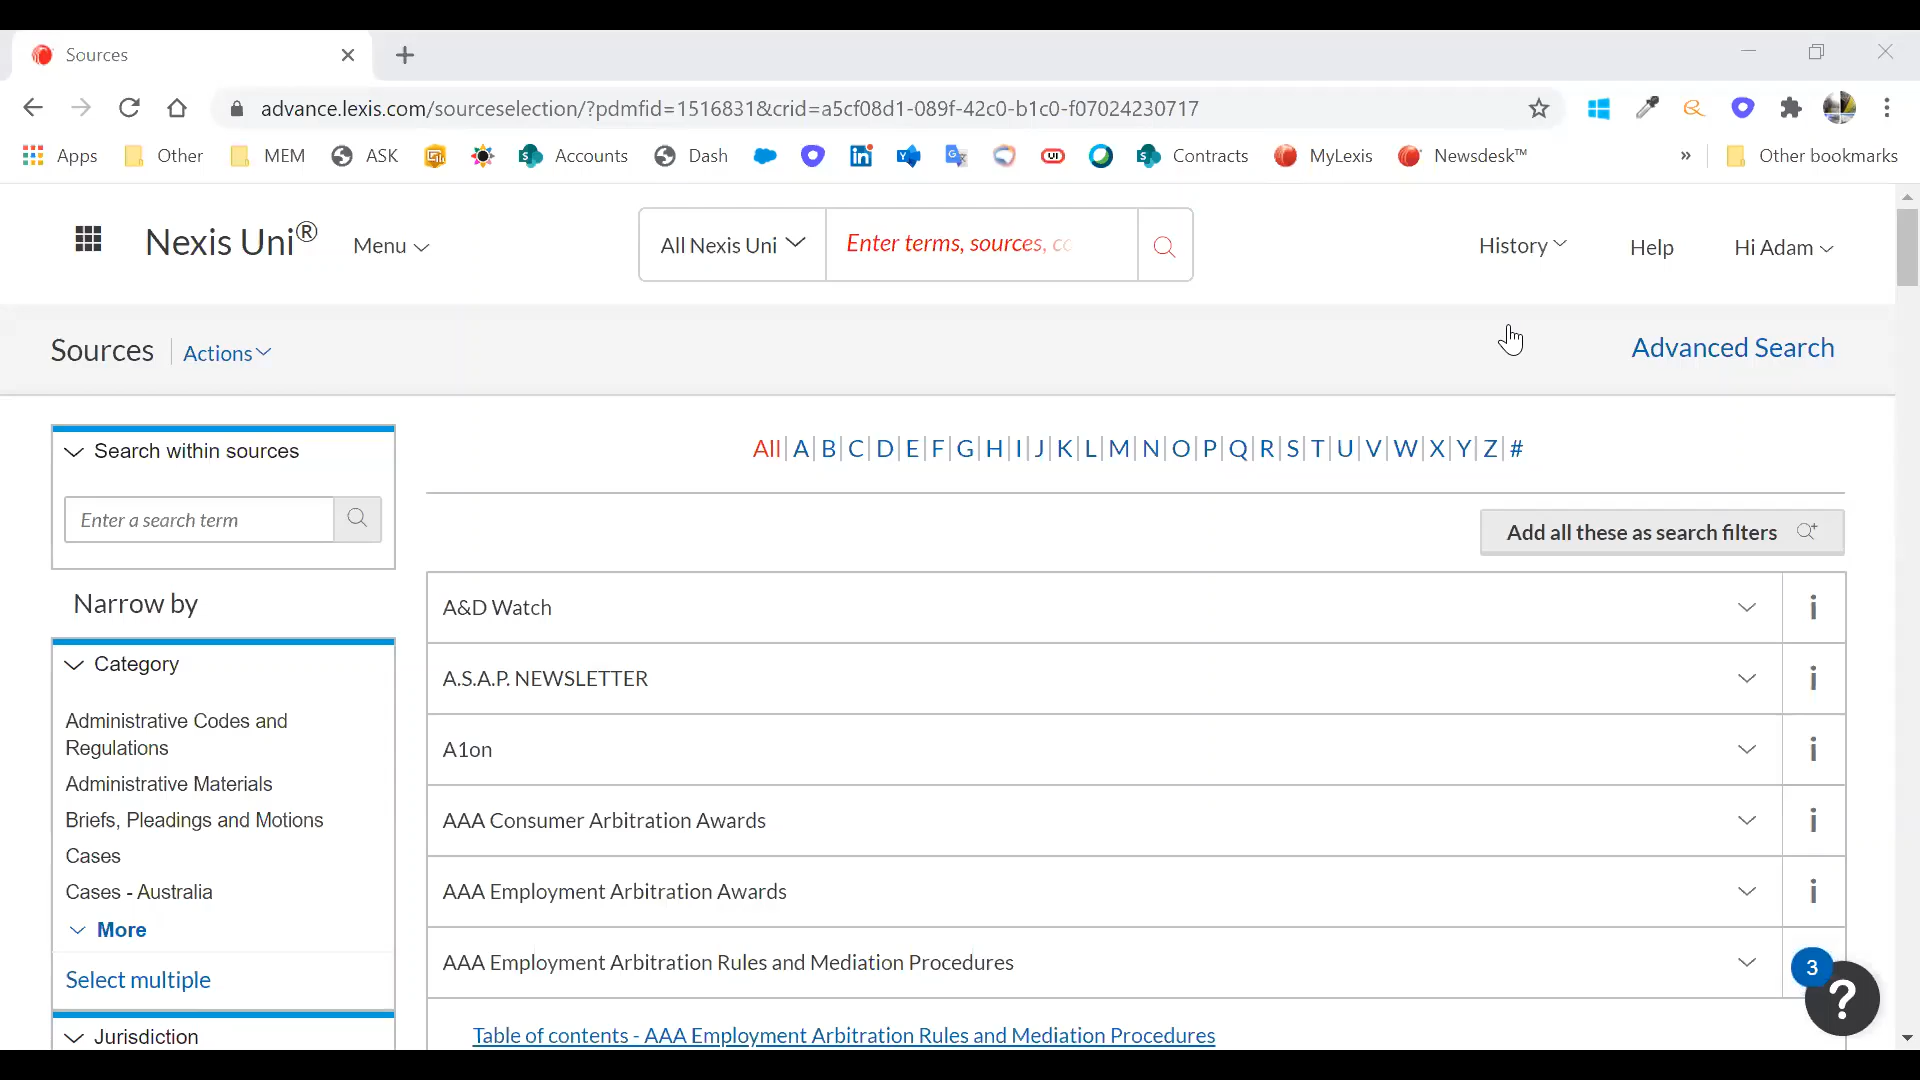 Sources
advance.lexis.com/sourceselection/?pdmfid=1516831&crid=a5cf08d1-089f-42c0-b1c0-f07024230717
Apps Other MEM ASK Accounts Dash Contracts MyLexis Newsdesk™ » Other bookmarks
Nexis Uni® Menu All Nexis Uni Enter terms, sources, co History Help Hi Adam
Sources Actions Advanced Search
Search within sources
All A B C D E F G H I J K L M N O P Q R S T U V W X Y Z #
Enter a search term
Add all these as search filters
Narrow by
A&D Watch
Category
A.S.A.P. NEWSLETTER
Administrative Codes and
Regulations
A1on
Administrative Materials
Briefs, Pleadings and Motions
AAA Consumer Arbitration Awards
Cases
Cases - Australia
AAA Employment Arbitration Awards
More
AAA Employment Arbitration Rules and Mediation Procedures
3
Select multiple
Jurisdiction
Table of contents - AAA Employment Arbitration Rules and Mediation Procedures